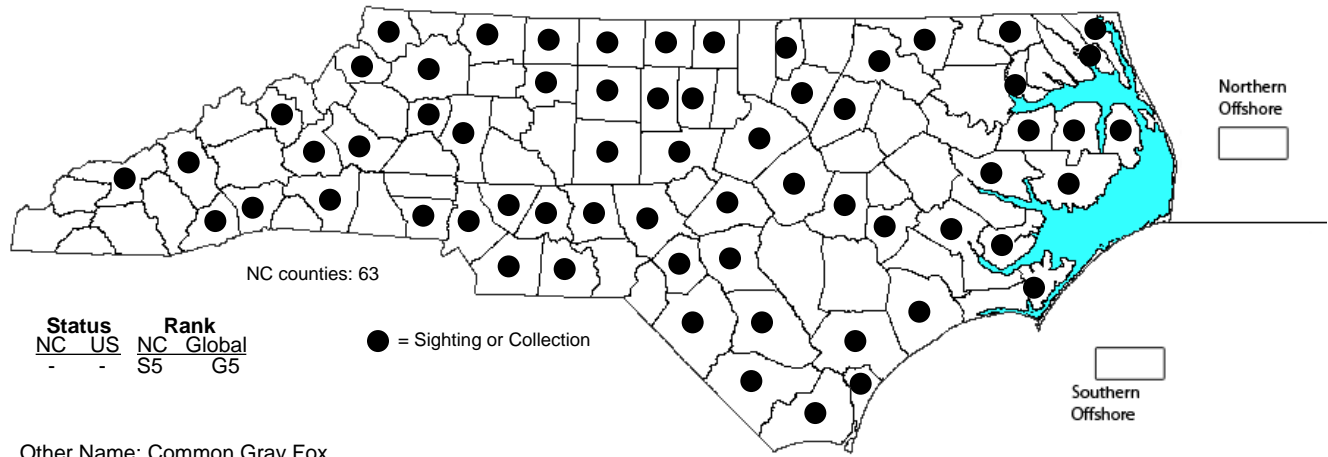 Northern
Offshore
NC counties: 63
Status Rank
NC US NC Global
- - S5 G5
= Sighting or Collection
Southern
Offshore
Other Name: Common Gray Fox